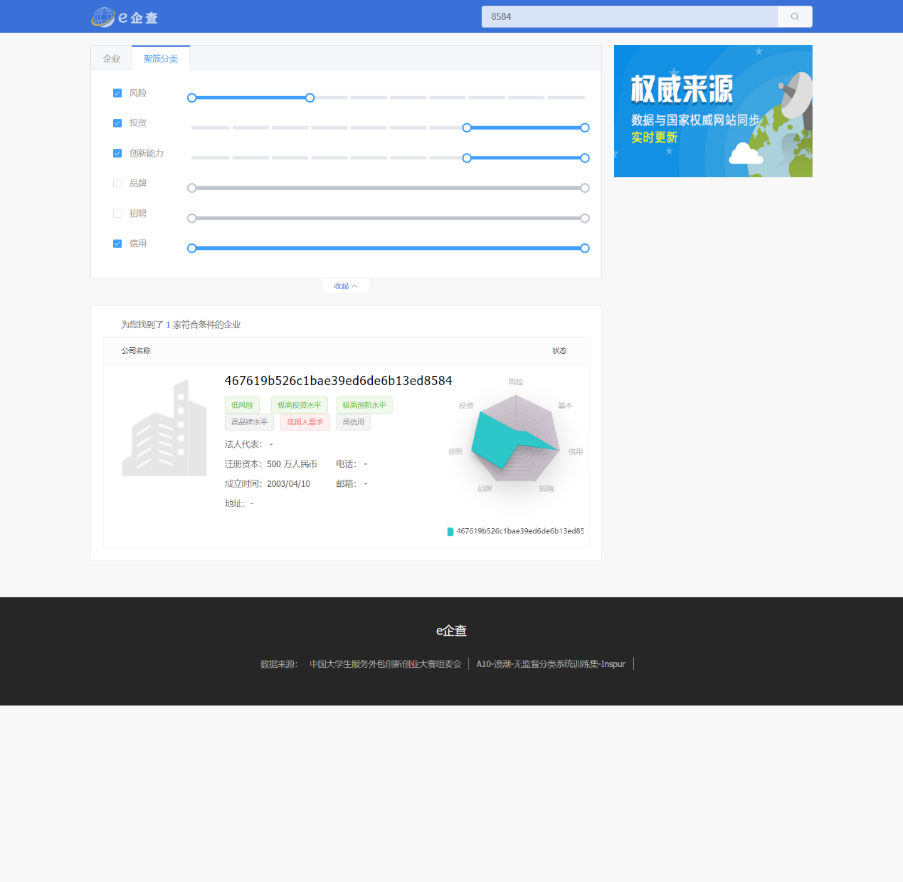 e企查
8584
企业 聚簇分类
风险
投资
创新能力
品牌
招聘
信用
收起
权威来源
数据与国家权威网站同步
实时更新
为您找到了 1 家符合条件的企业
公司名称 状态
467619b526c1bae39ed6de6b13ed8584
低风险 极高投资水平 极高创新水平
高品牌水平 低用人需求 高信用
法人代表： -
注册资本：500 万人民币 电话： -
成立时间：2003/04/10 邮箱： -
地址：-
风险
投资 基本
创新 信用
品牌 招聘
467619b526c1bae39ed6de6b13ed85
e企查
数据来源： 中国大学生服务外包创新创业大赛组委会 A10-浪潮-无监督分类系统训练集-Inspur